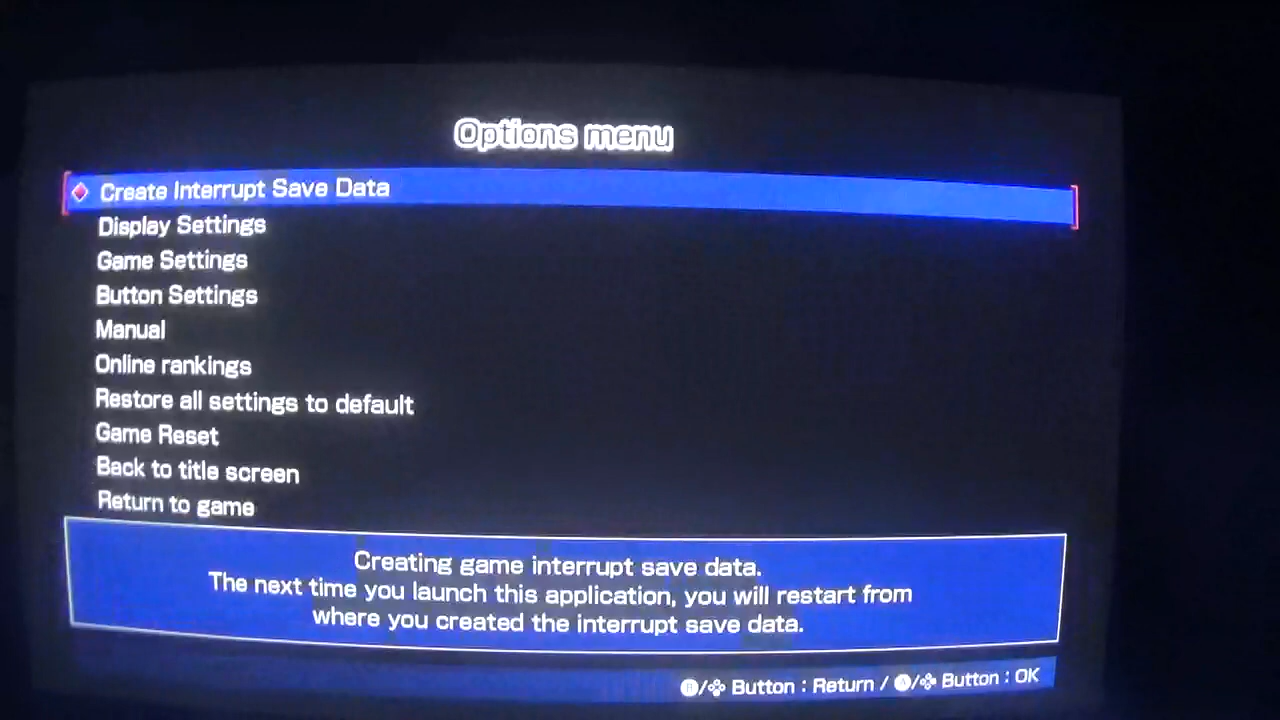 Options menu
Create Interrupt Save Data
Display Settings
Game Settings
Button Settings
Manual
Online rankings
Restore all settings to default
Game Reset
Back to title screen
Return to game
Creating game interrupt save data.
The next time you launch this application, you will restart from
where you created the interrupt save data.
B/ Button : Return / A/ Button : OK